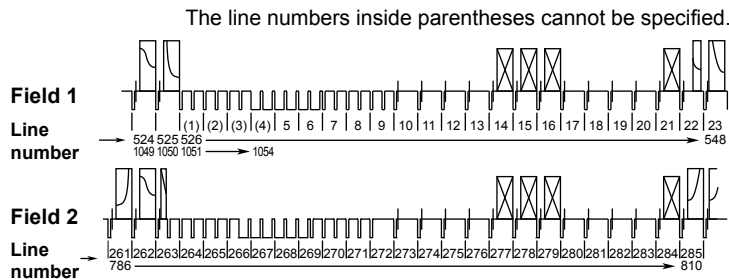 The line numbers inside parentheses cannot be specified.
Field 1
Line number
(1) (2) (3) (4) 5 6 7 8 9 10 11 12 13 14 15 16 17 18 19 20 21 22 23
524 525 526 548
1049 1050 1051 1054
Field 2
Line number
261 262 263 264 265 266 267 268 269 270 271 272 273 274 275 276 277 278 279 280 281 282 283 284 285
786 810